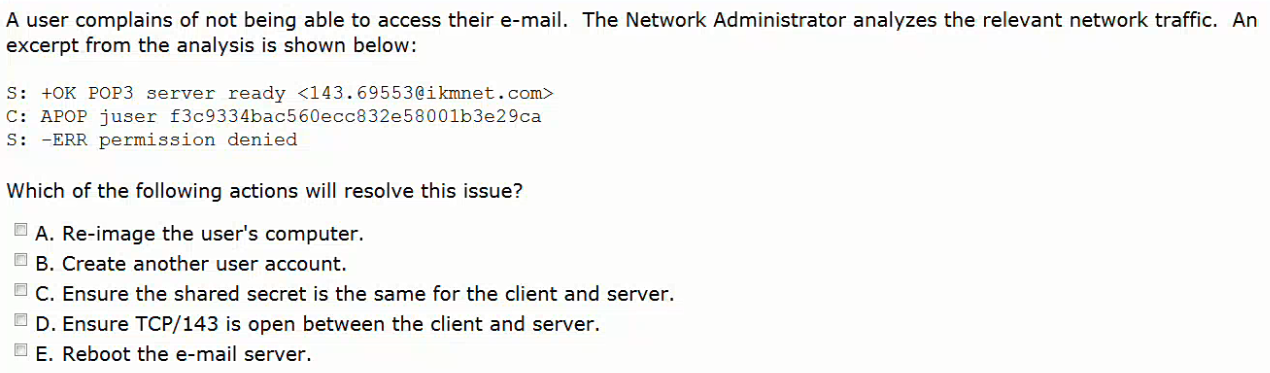 A user complains of not being able to access their e-mail.  The Network Administrator analyzes the relevant network traffic.  An
excerpt from the analysis is shown below:
S: +OK POP3 server ready <143.69553@ikmnet.com>
C: APOP juser f3c9334bac560ecc832e58001b3e29ca
S: -ERR permission denied
Which of the following actions will resolve this issue?
A. Re-image the user's computer.
B. Create another user account.
C. Ensure the shared secret is the same for the client and server.
D. Ensure TCP/143 is open between the client and server.
E. Reboot the e-mail server.